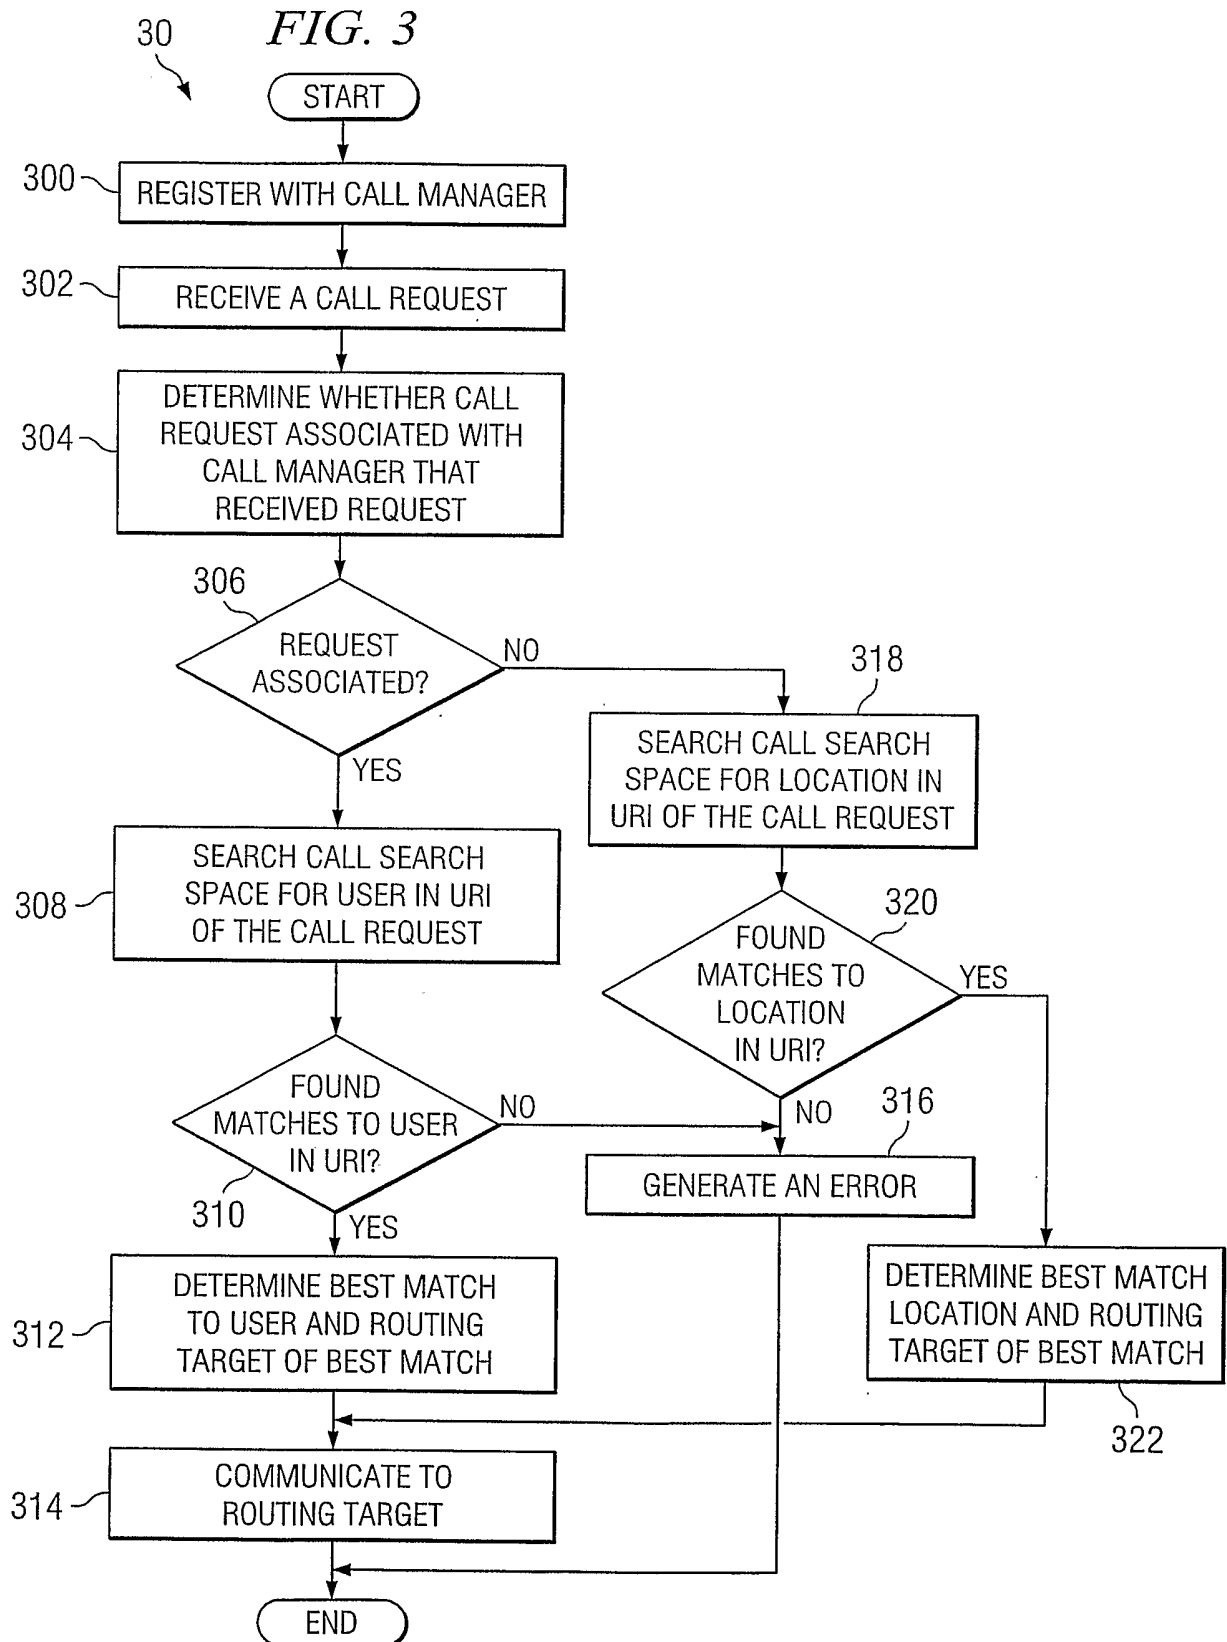 FIG. 3
30
START
300
REGISTER WITH CALL MANAGER
302
RECEIVE A CALL REQUEST
304
DETERMINE WHETHER CALL
REQUEST ASSOCIATED WITH
CALL MANAGER THAT
RECEIVED REQUEST
306
REQUEST
ASSOCIATED?
NO
YES
318
SEARCH CALL SEARCH
SPACE FOR LOCATION IN
URI OF THE CALL REQUEST
308
SEARCH CALL SEARCH
SPACE FOR USER IN URI
OF THE CALL REQUEST
320
FOUND
MATCHES TO
LOCATION
IN URI?
YES
NO
310
FOUND
MATCHES TO USER
IN URI?
NO
YES
316
GENERATE AN ERROR
312
DETERMINE BEST MATCH
TO USER AND ROUTING
TARGET OF BEST MATCH
DETERMINE BEST MATCH
LOCATION AND ROUTING
TARGET OF BEST MATCH
322
314
COMMUNICATE TO
ROUTING TARGET
END